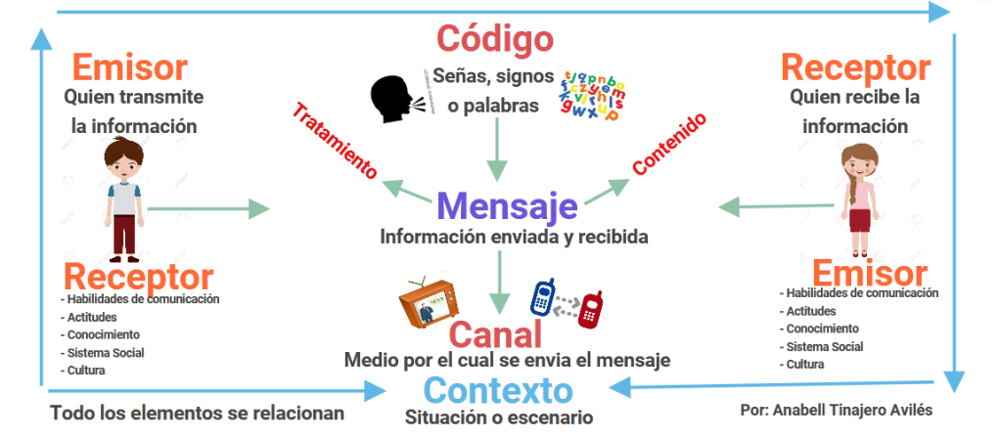 Código
Señas, signos
o palabras
Emisor
Quien transmite
la información
Receptor
Quien recibe la
información
Tratamiento
Contenido
Mensaje
Información enviada y recibida
Receptor
- Habilidades de comunicación
- Actitudes
- Conocimiento
- Sistema Social
- Cultura
Emisor
- Habilidades de comunicación
- Actitudes
- Conocimiento
- Sistema Social
- Cultura
Canal
Medio por el cual se envia el mensaje
Contexto
Situación o escenario
Todo los elementos se relacionan
Por: Anabell Tinajero Avilés